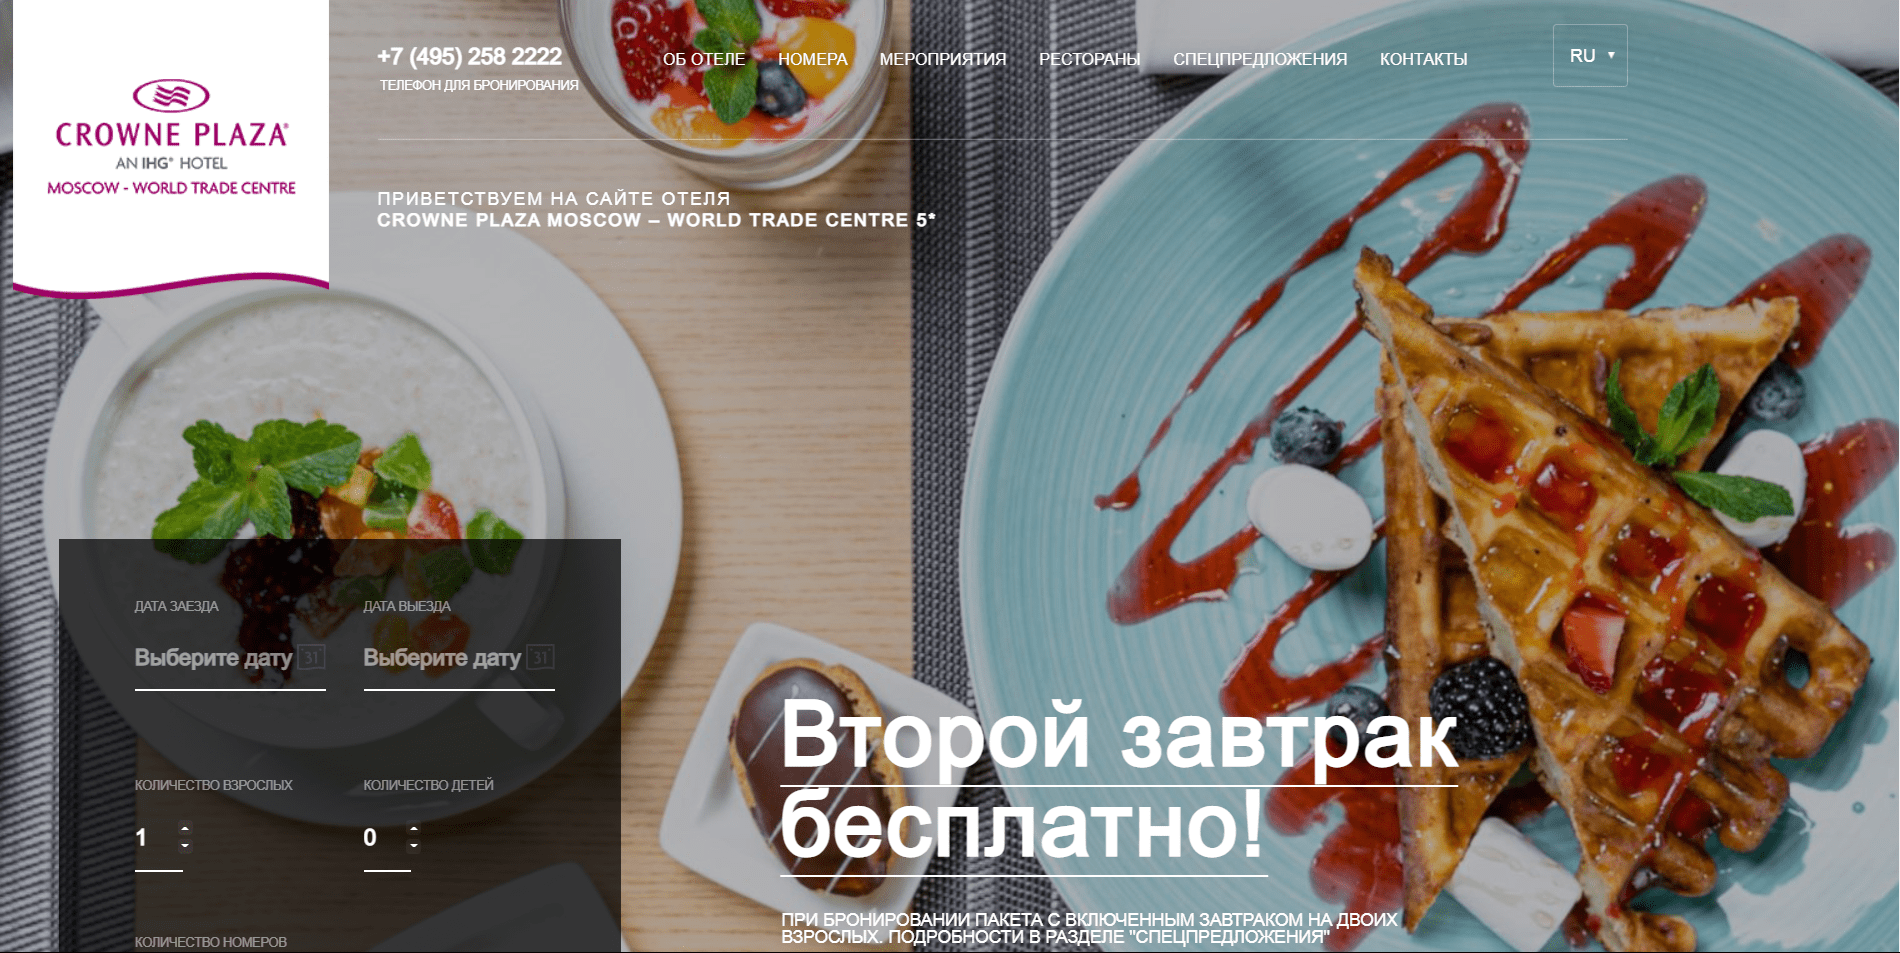 CROWNE PLAZA®
AN IHG® HOTEL
MOSCOW - WORLD TRADE CENTRE
+7 (495) 258 2222
ТЕЛЕФОН ДЛЯ БРОНИРОВАНИЯ
ОБ ОТЕЛЕ НОМЕРА МЕРОПРИЯТИЯ РЕСТОРАНЫ СПЕЦПРЕДЛОЖЕНИЯ КОНТАКТЫ
RU
ПРИВЕТСТВУЕМ НА САЙТЕ ОТЕЛЯ
CROWNE PLAZA MOSCOW – WORLD TRADE CENTRE 5*
ДАТА ЗАЕЗДА ДАТА ВЫЕЗДА
Выберите дату 31 Выберите дату 31
КОЛИЧЕСТВО ВЗРОСЛЫХ КОЛИЧЕСТВО ДЕТЕЙ
1 0
КОЛИЧЕСТВО НОМЕРОВ
Второй завтрак
бесплатно!
ПРИ БРОНИРОВАНИИ ПАКЕТА С ВКЛЮЧЕННЫМ ЗАВТРАКОМ НА ДВОИХ
ВЗРОСЛЫХ. ПОДРОБНОСТИ В РАЗДЕЛЕ "СПЕЦПРЕДЛОЖЕНИЯ"